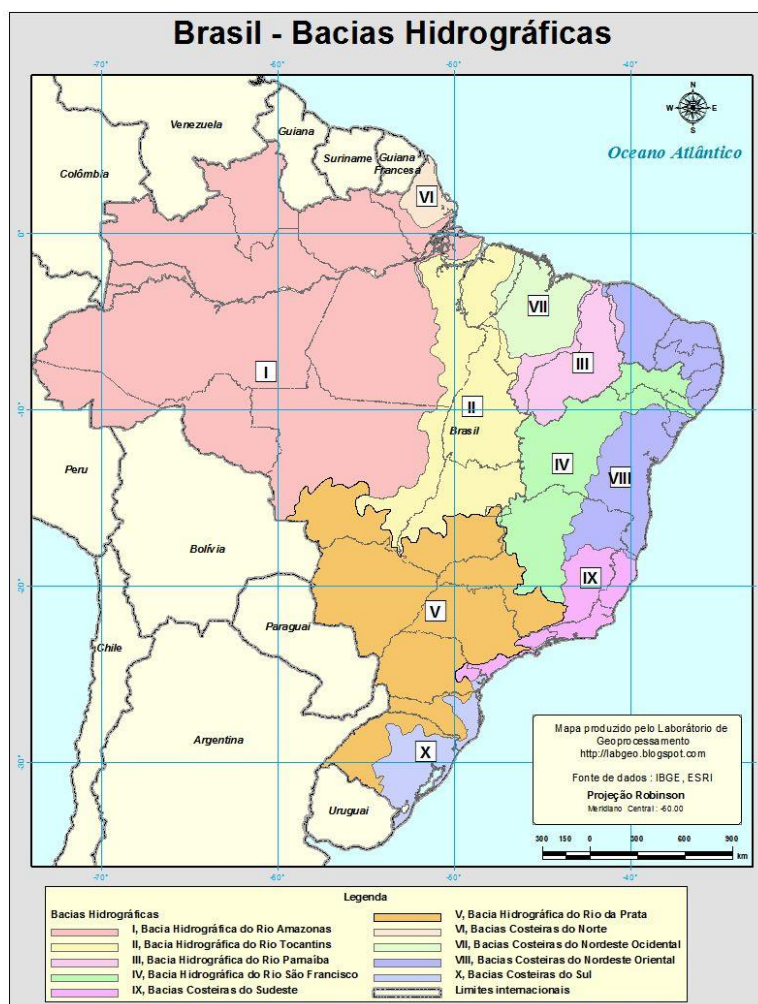 Brasil - Bacias Hidrográficas
-70°
-60°
-50°
-40°
N
W
E
S
Oceano Atlântico
Venezuela
Guiana
Suriname
Guiana
Francesa
Colômbia
VI
0°
0°
VII
III
I
II
-10°
-10°
Brasil
Peru
IV
VIII
Bolívia
IX
-20°
-20°
V
Paraguai
Chile
Argentina
X
-30°
-30°
Uruguai
Mapa produzido pelo Laboratório de
Geoprocessamento
http://labgeo.blogspot.com
Fonte de dados : IBGE, ESRI
Projeção Robinson
Meridiano Central : -60.00
300 150 0 300 600 900
km
-70°
-60°
-50°
-40°
Legenda
Bacias Hidrográficas
I, Bacia Hidrográfica do Rio Amazonas
II, Bacia Hidrográfica do Rio Tocantins
III, Bacia Hidrográfica do Rio Parnaíba
IV, Bacia Hidrográfica do Rio São Francisco
IX, Bacias Costeiras do Sudeste
V, Bacia Hidrográfica do Rio da Prata
VI, Bacias Costeiras do Norte
VII, Bacias Costeiras do Nordeste Ocidental
VIII, Bacias Costeiras do Nordeste Oriental
X, Bacias Costeiras do Sul
Limites internacionais